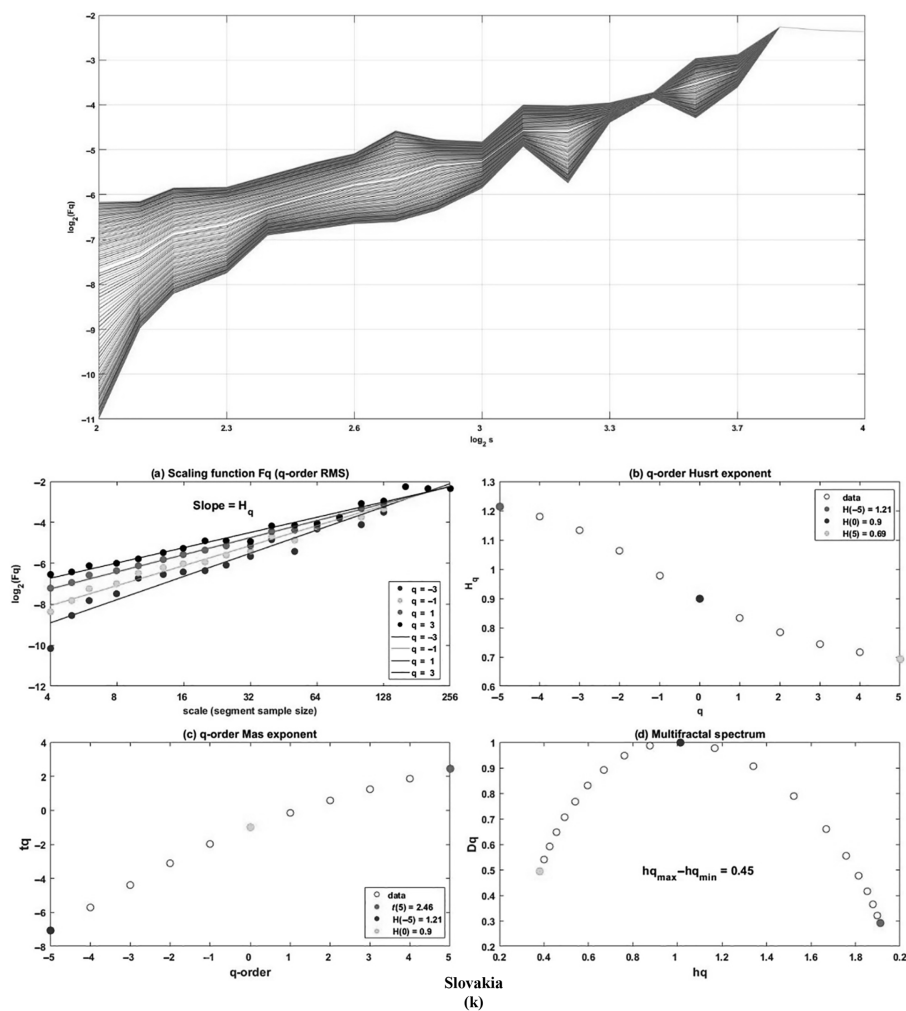 −2
−3
−4
−5
−6
−7
−8
−9
−10
−11
log2(Fq)
2 2.3 2.6 3 3.3 3.7 4
log2 s
(a) Scaling function Fq (q-order RMS)
−2
−4
−6
−8
−10
−12
log2(Fq)
Slope = Hq
q = −3
q = −1
q = 1
q = 3
q = −3
q = −1
q = 1
q = 3
4 8 16 32 64 128 256
scale (segment sample size)
(b) q-order Husrt exponent
1.3
1.2
1.1
1
0.9
0.8
0.7
0.6
Hq
data
H(−5) = 1.21
H(0) = 0.9
H(5) = 0.69
−5 −4 −3 −2 −1 0 1 2 3 4 5
q
(c) q-order Mas exponent
4
2
0
−2
−4
−6
−8
tq
data
t(5) = 2.46
H(−5) = 1.21
H(0) = 0.9
−5 −4 −3 −2 −1 0 1 2 3 4 5
q-order
(d) Multifractal spectrum
1
0.9
0.8
0.7
0.6
0.5
0.4
0.3
0.2
Dq
hqmax−hqmin = 0.45
0.2 0.4 0.6 0.8 1 1.2 1.4 1.6 1.8 0.2
hq
Slovakia
(k)